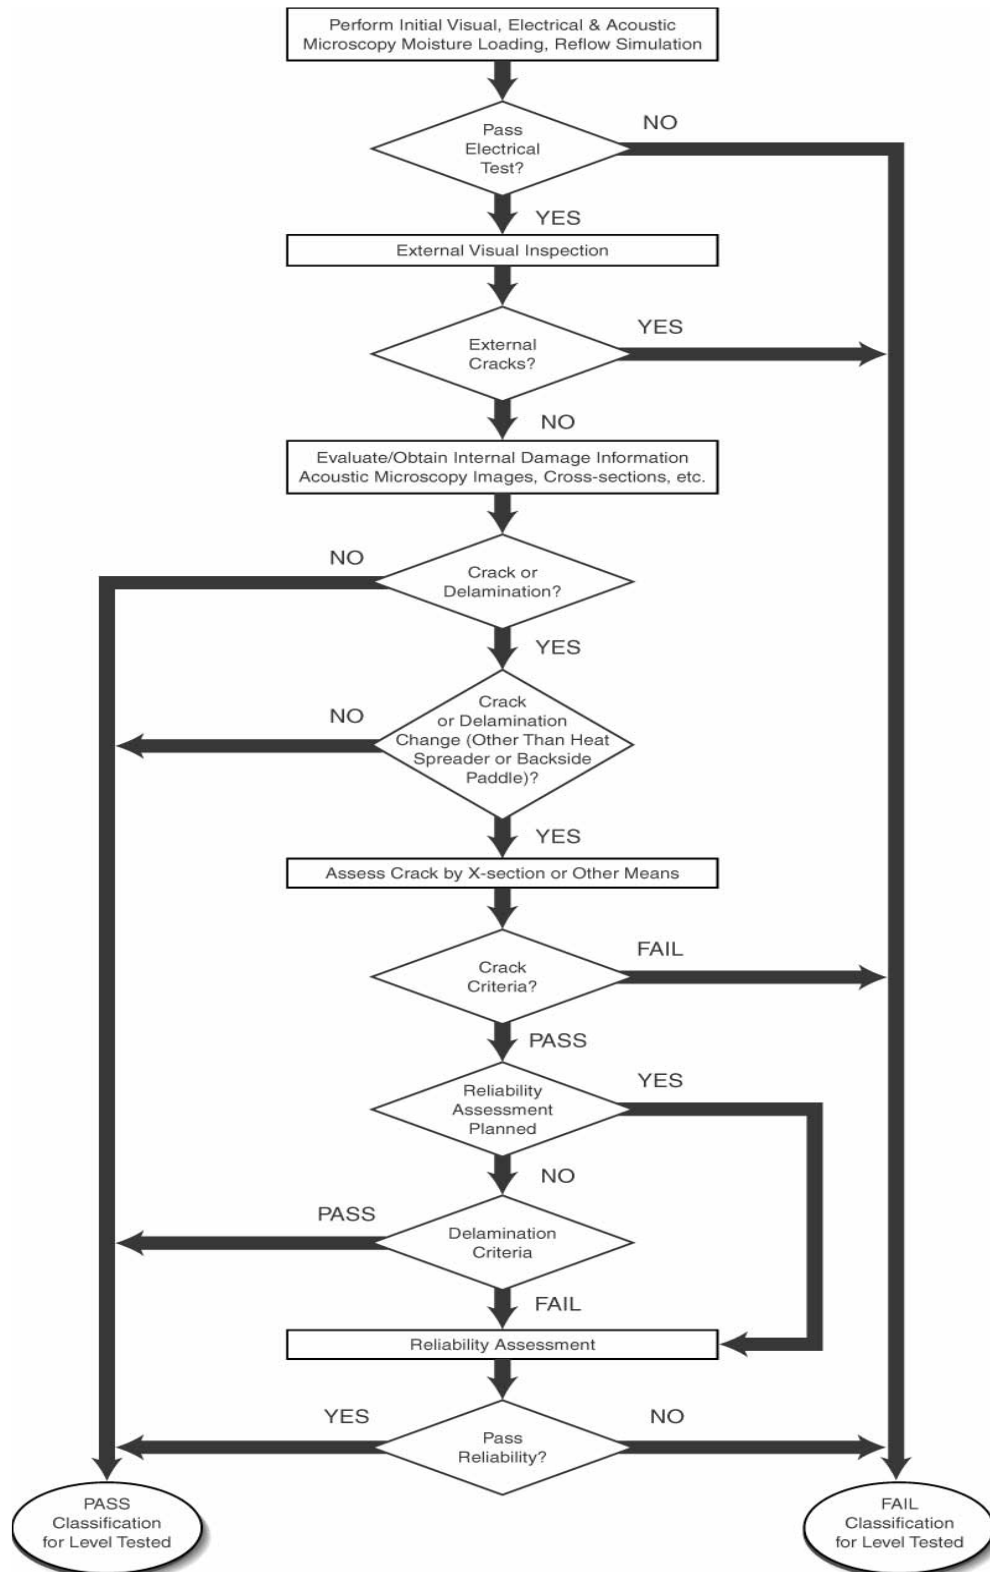 Perform Initial Visual, Electrical & Acoustic
Microscopy Moisture Loading, Reflow Simulation
Pass
Electrical
Test?
NO
YES
External Visual Inspection
External
Cracks?
YES
NO
Evaluate/Obtain Internal Damage Information
Acoustic Microscopy Images, Cross-sections, etc.
NO
Crack or
Delamination?
YES
NO
Crack
or Delamination
Change (Other Than Heat
Spreader or Backside
Paddle)?
YES
Assess Crack by X-section or Other Means
Crack
Criteria?
FAIL
PASS
Reliability
Assessment
Planned
YES
NO
PASS
Delamination
Criteria
FAIL
Reliability Assessment
YES
Pass
Reliability?
NO
PASS
Classification
for Level Tested
FAIL
Classification
for Level Tested